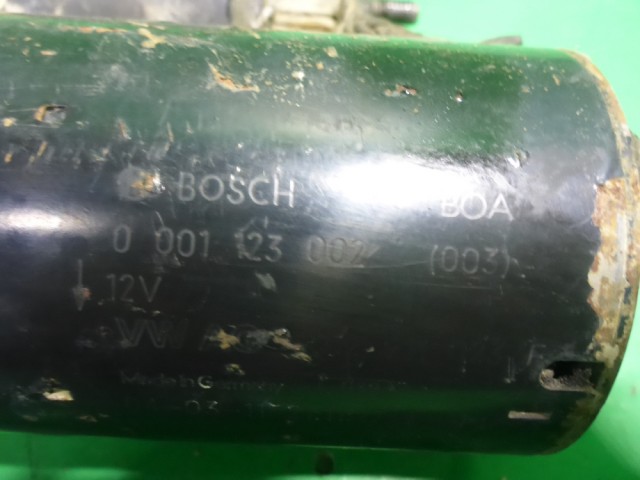 BOSCH BOA
0 001 123 002 (003)
12V
VW
Made in Germany